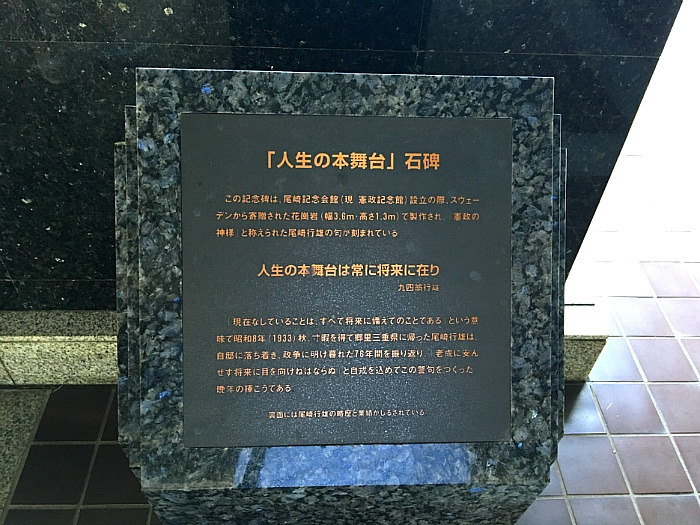 「人生の本舞台」石碑
この記念碑は、尾崎記念会館(現 憲政記念館)設立の際、スウェー
デンから寄贈された花崗岩(幅3.6m・高さ1.3m)で製作され、「憲政の
神様」と称えられた尾崎行雄の句が刻まれている
人生の本舞台は常に将来に在り
九四翁行雄
「現在なしていることは、すべて将来に備えてのことである」という意
味で昭和8年(1933)秋、寸暇を得て郷里三重県に帰った尾崎行雄は、
自邸に落ち着き、政争に明け暮れた76年間を振り返り、「老成に安ん
せず将来に目を向けねはならぬ」と自戒を込めてこの警句をつくった
晩年の揮こうである
裏面には尾崎行雄の略歴と業績がしるされている